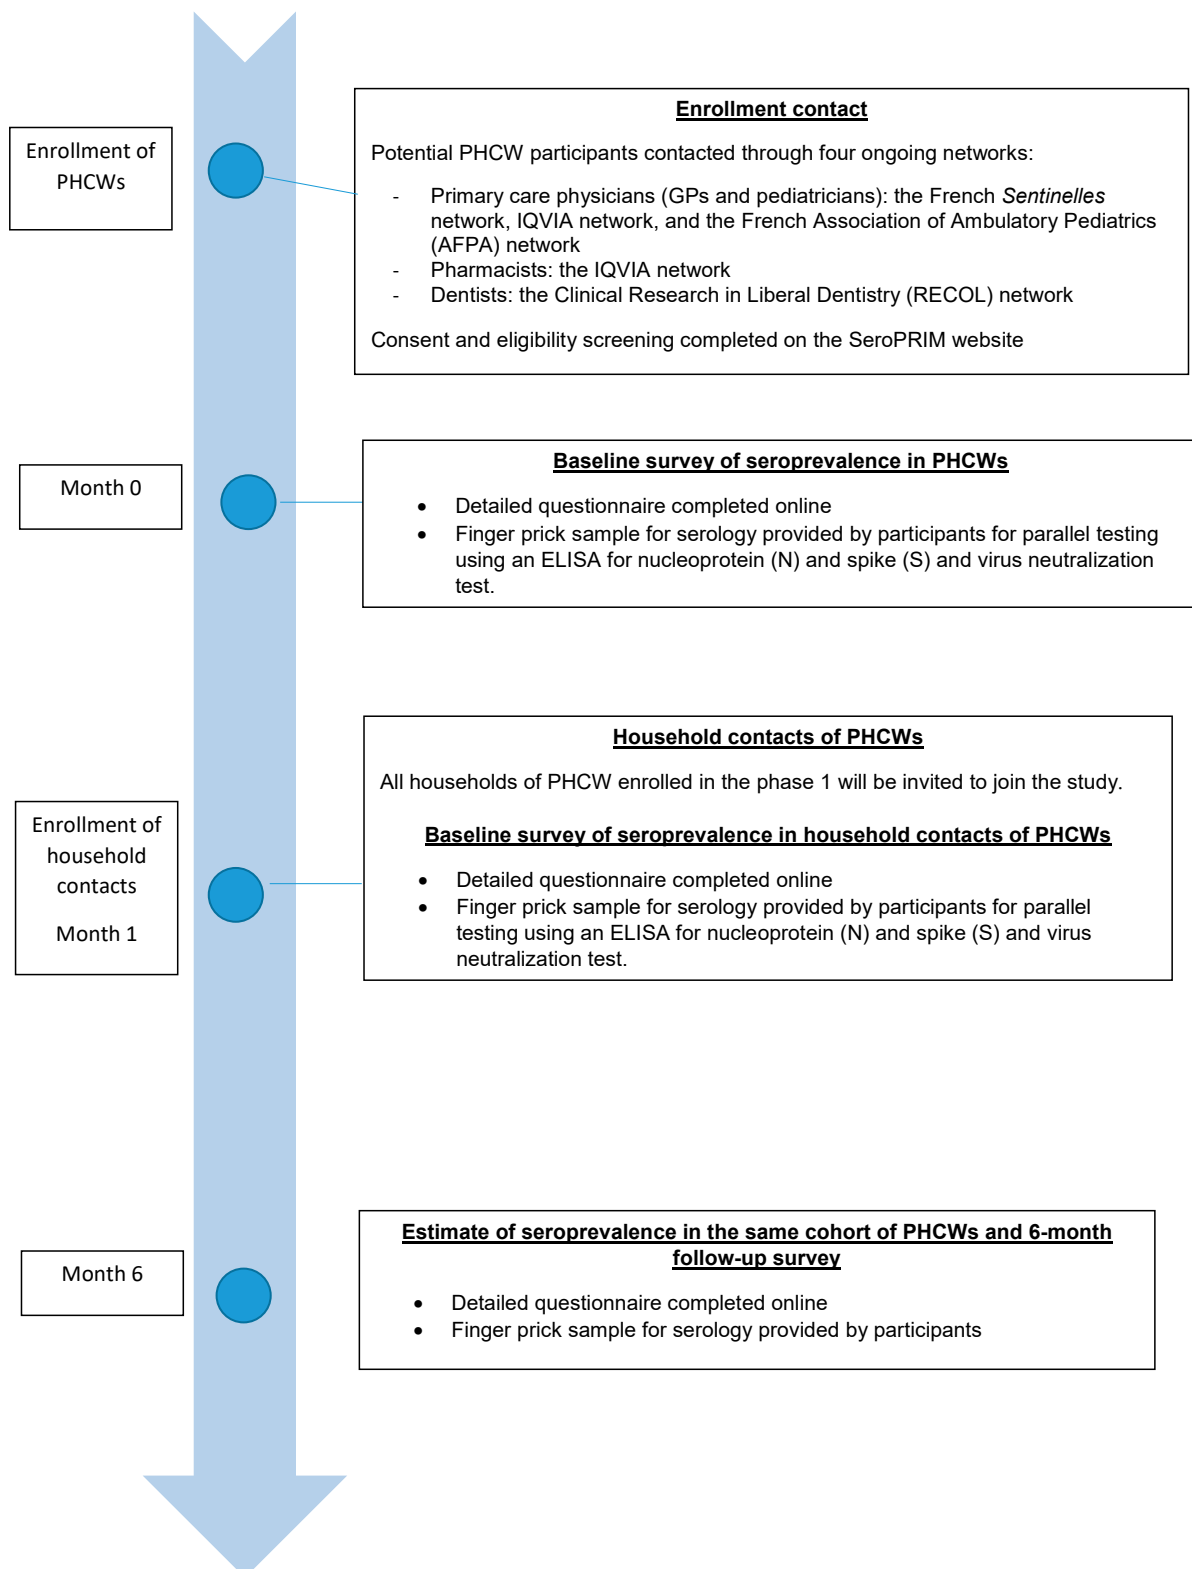 Enrollment of
PHCWs
Enrollment contact
Potential PHCW participants contacted through four ongoing networks:
- Primary care physicians (GPs and pediatricians): the French Sentinelles
network, IQVIA network, and the French Association of Ambulatory Pediatrics
(AFPA) network
- Pharmacists: the IQVIA network
- Dentists: the Clinical Research in Liberal Dentistry (RECOL) network
Consent and eligibility screening completed on the SeroPRIM website
Month 0
Baseline survey of seroprevalence in PHCWs
• Detailed questionnaire completed online
• Finger prick sample for serology provided by participants for parallel testing
using an ELISA for nucleoprotein (N) and spike (S) and virus neutralization
test.
Enrollment of
household
contacts
Month 1
Household contacts of PHCWs
All households of PHCW enrolled in the phase 1 will be invited to join the study.
Baseline survey of seroprevalence in household contacts of PHCWs
• Detailed questionnaire completed online
• Finger prick sample for serology provided by participants for parallel
testing using an ELISA for nucleoprotein (N) and spike (S) and virus
neutralization test.
Month 6
Estimate of seroprevalence in the same cohort of PHCWs and 6-month
follow-up survey
• Detailed questionnaire completed online
• Finger prick sample for serology provided by participants